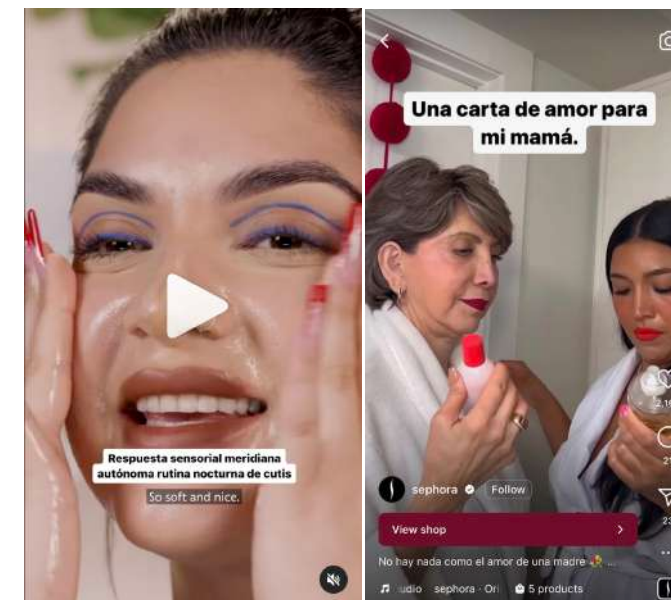 Respuesta sensorial meridiana
autónoma rutina nocturna de cutis
So soft and nice.
Una carta de amor para
mi mamá.
sephora
Follow
View shop
No hay nada como el amor de una madre
sephora · Ori
5 products